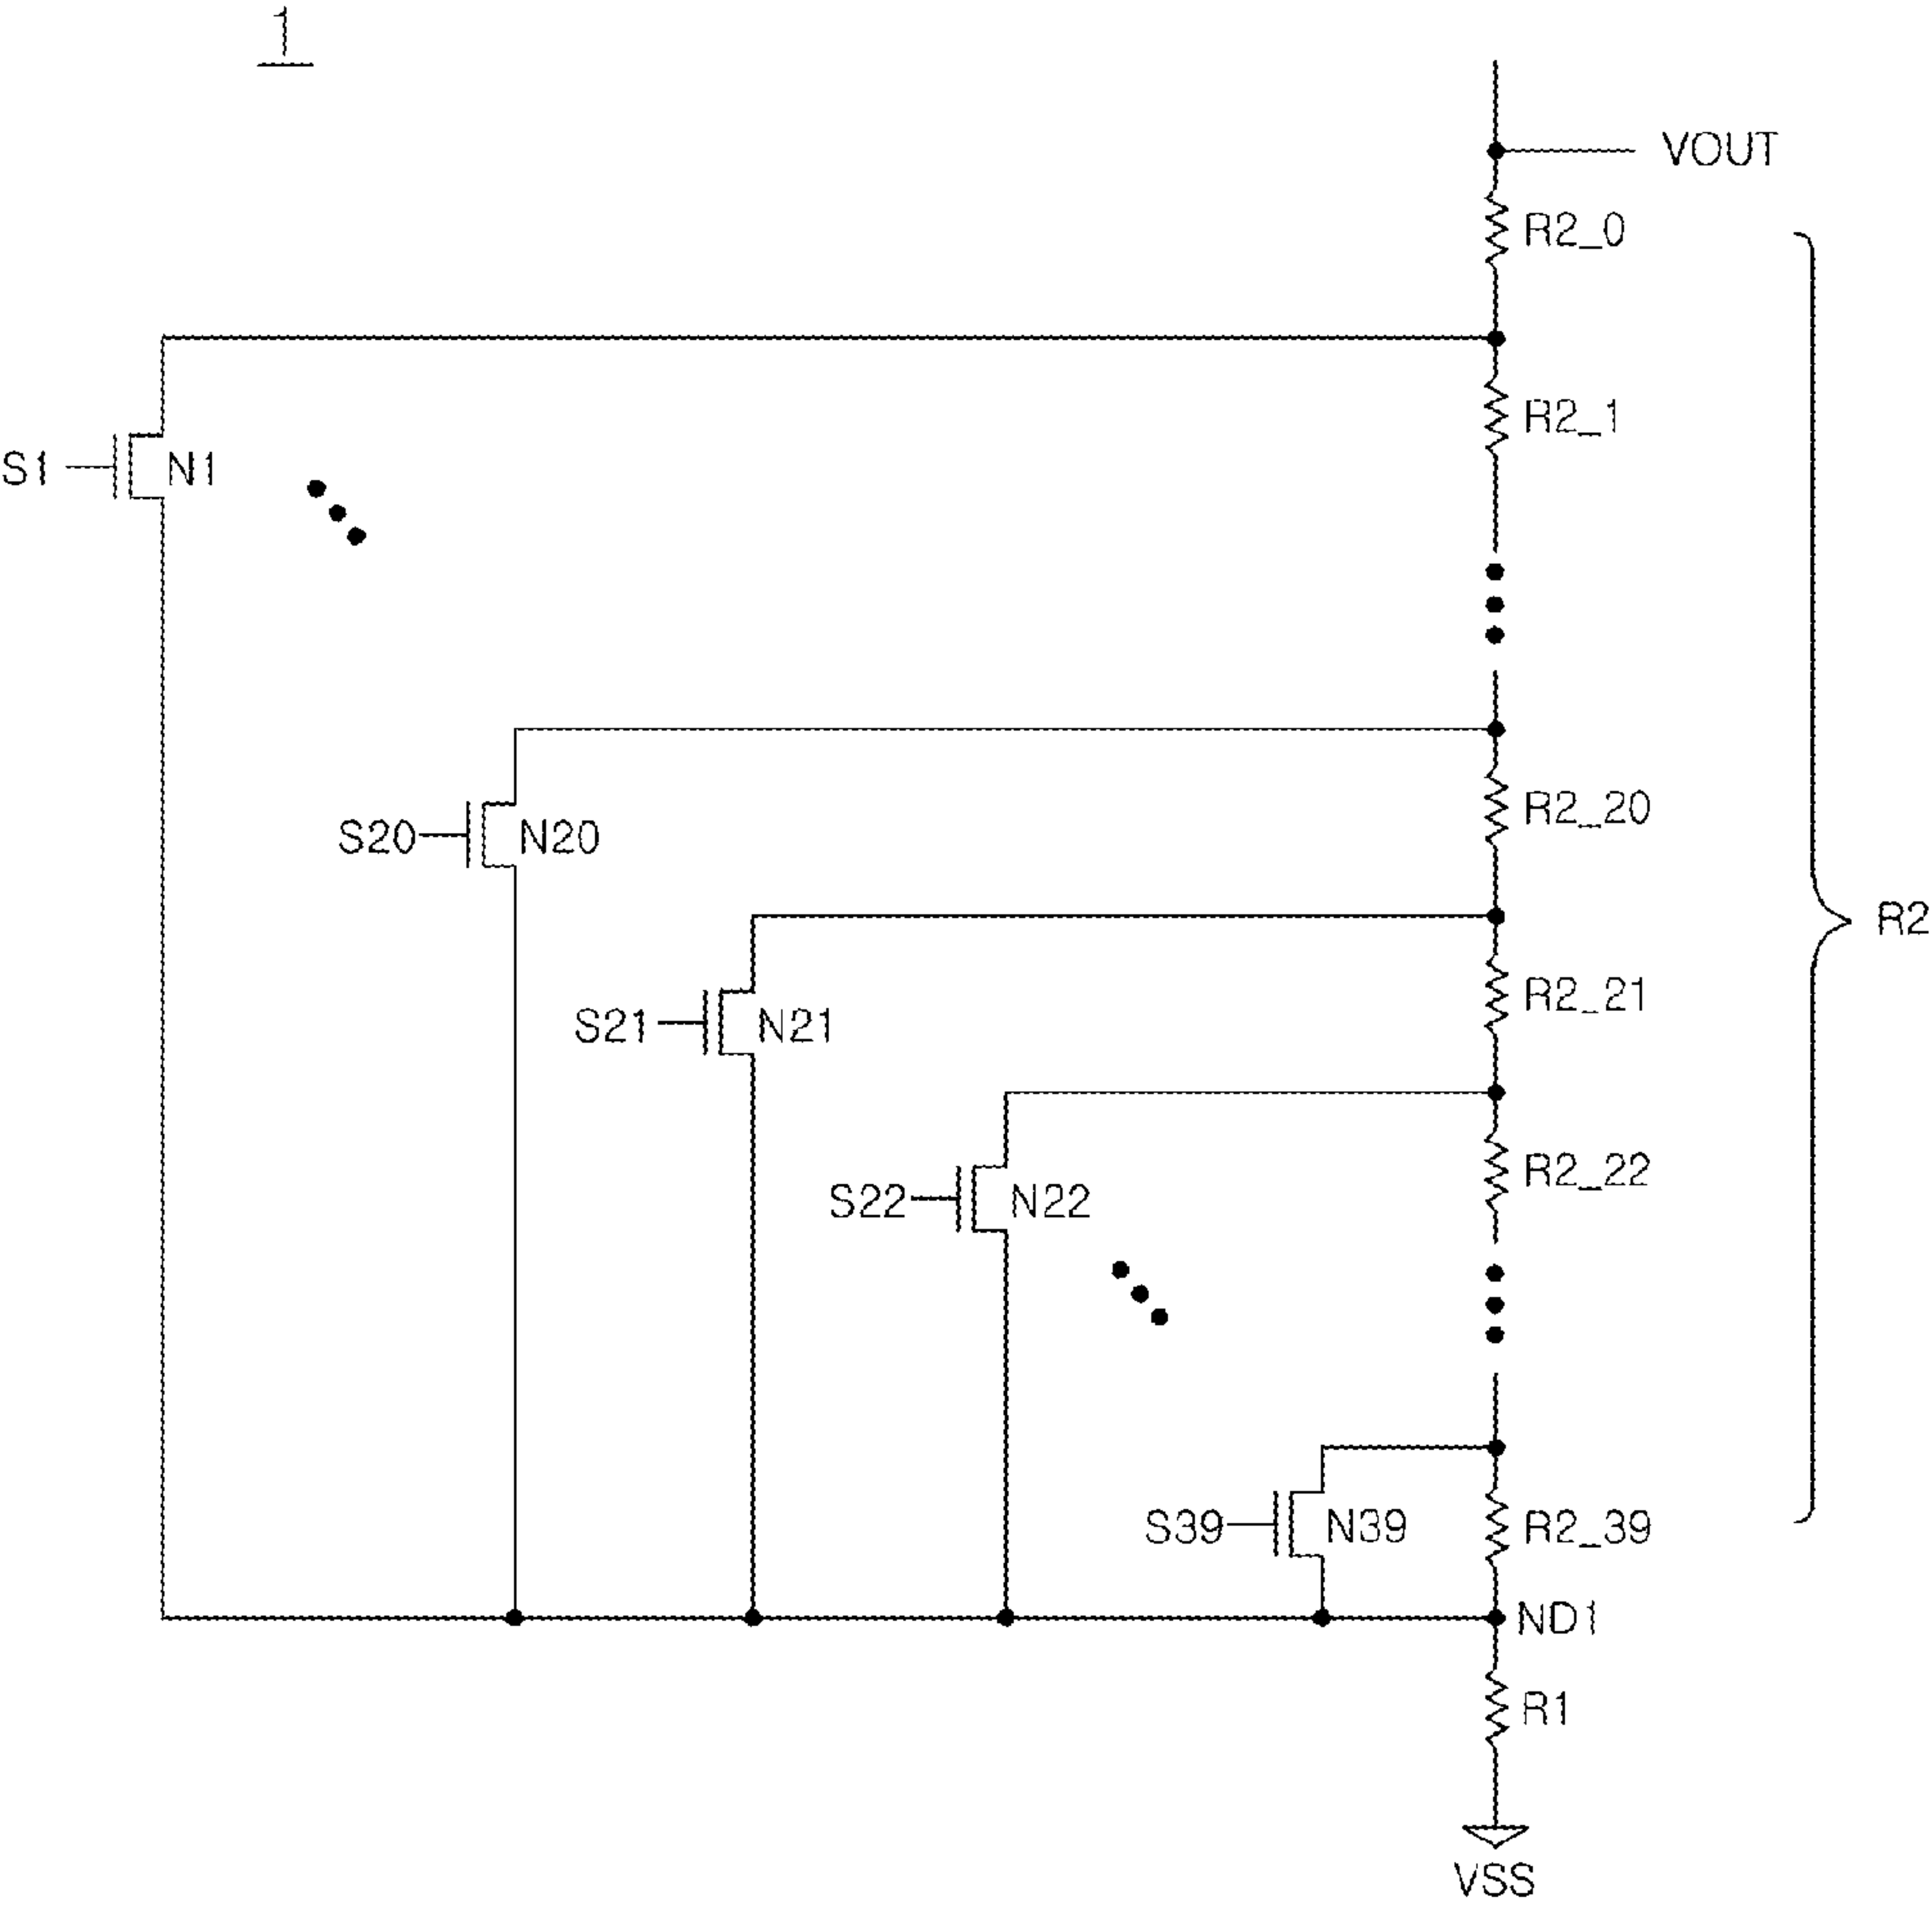 1
VOUT
R2_0
R2_1
S1 N1
R2_20
S20 N20
R2
R2_21
S21 N21
R2_22
S22 N22
S39 N39 R2_39
ND1
R1
VSS